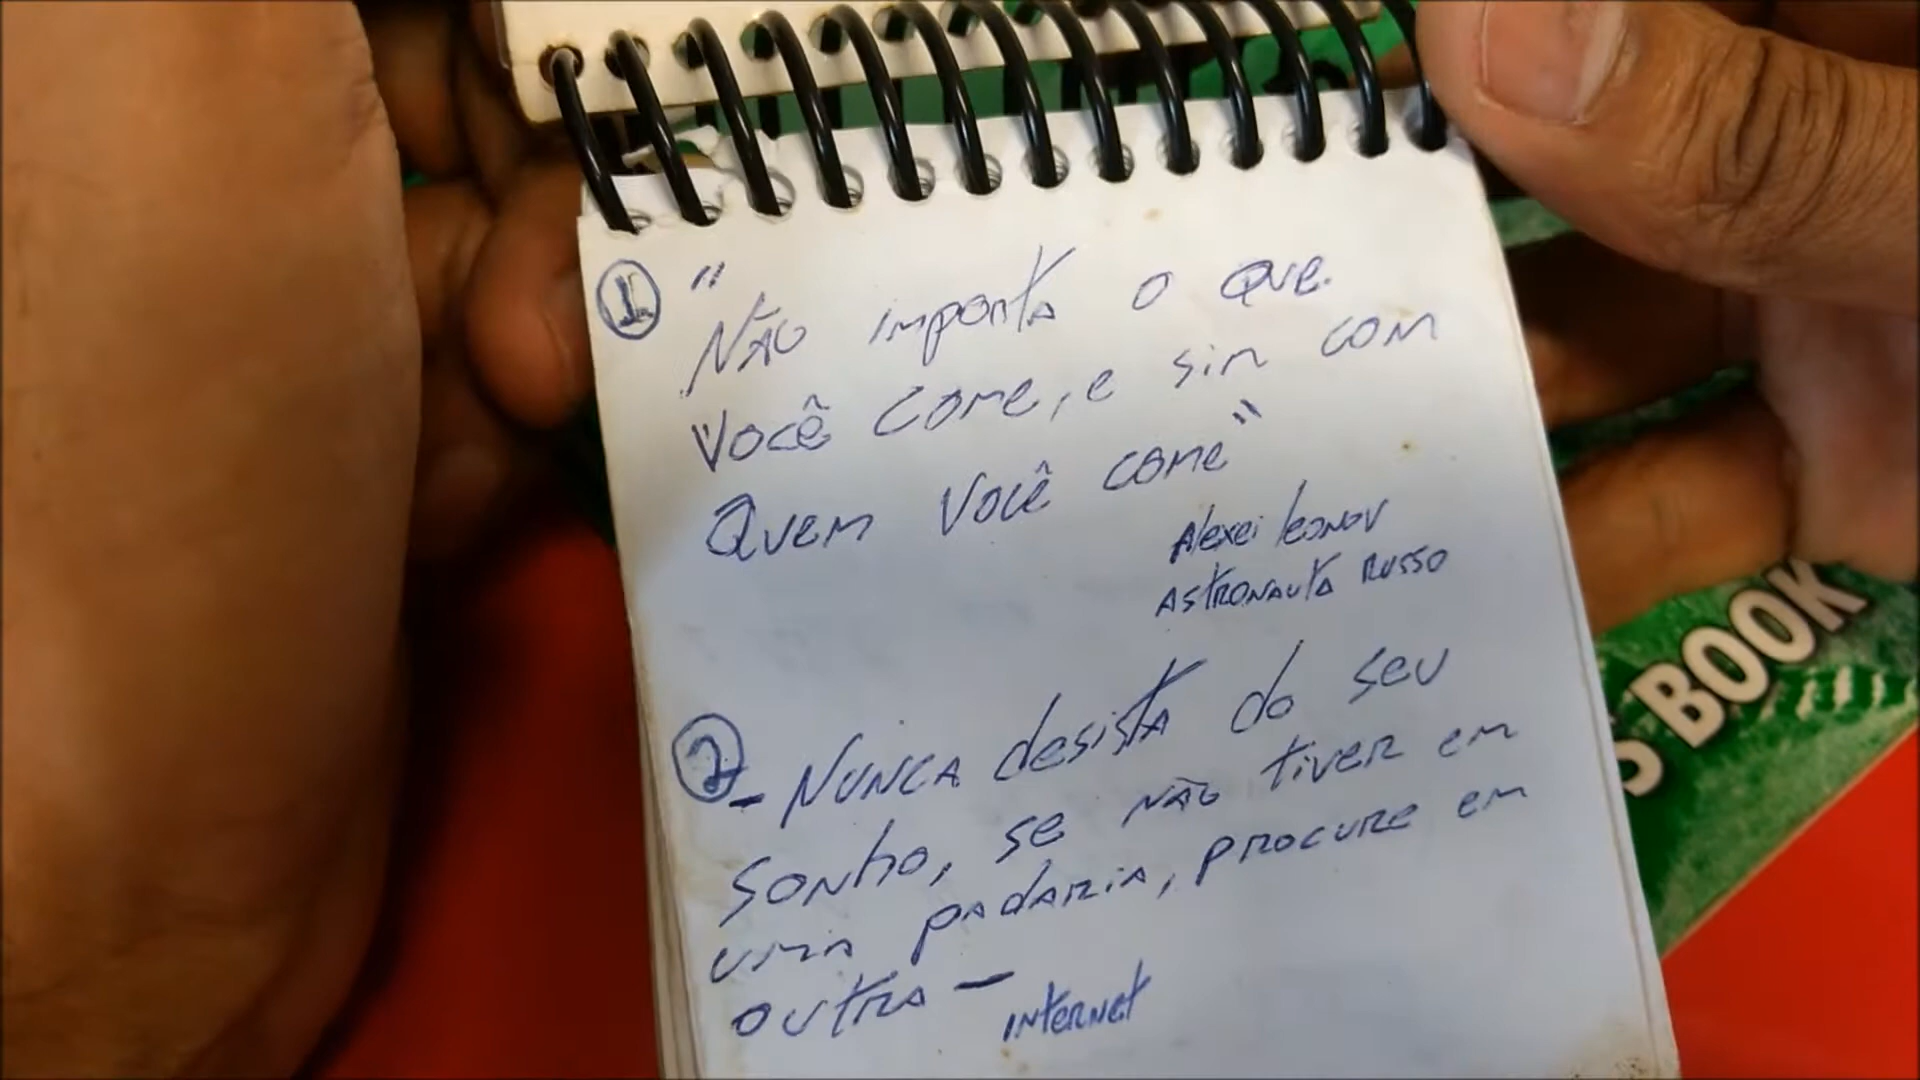 1 "
Não importa o que
você come, e sim com
quem você come"
Alexei Leonov
Astronauta Russo
2 - Nunca desista do seu
sonho, se não tiver em
uma padaria, procure em
outra -
internet
S BOOK